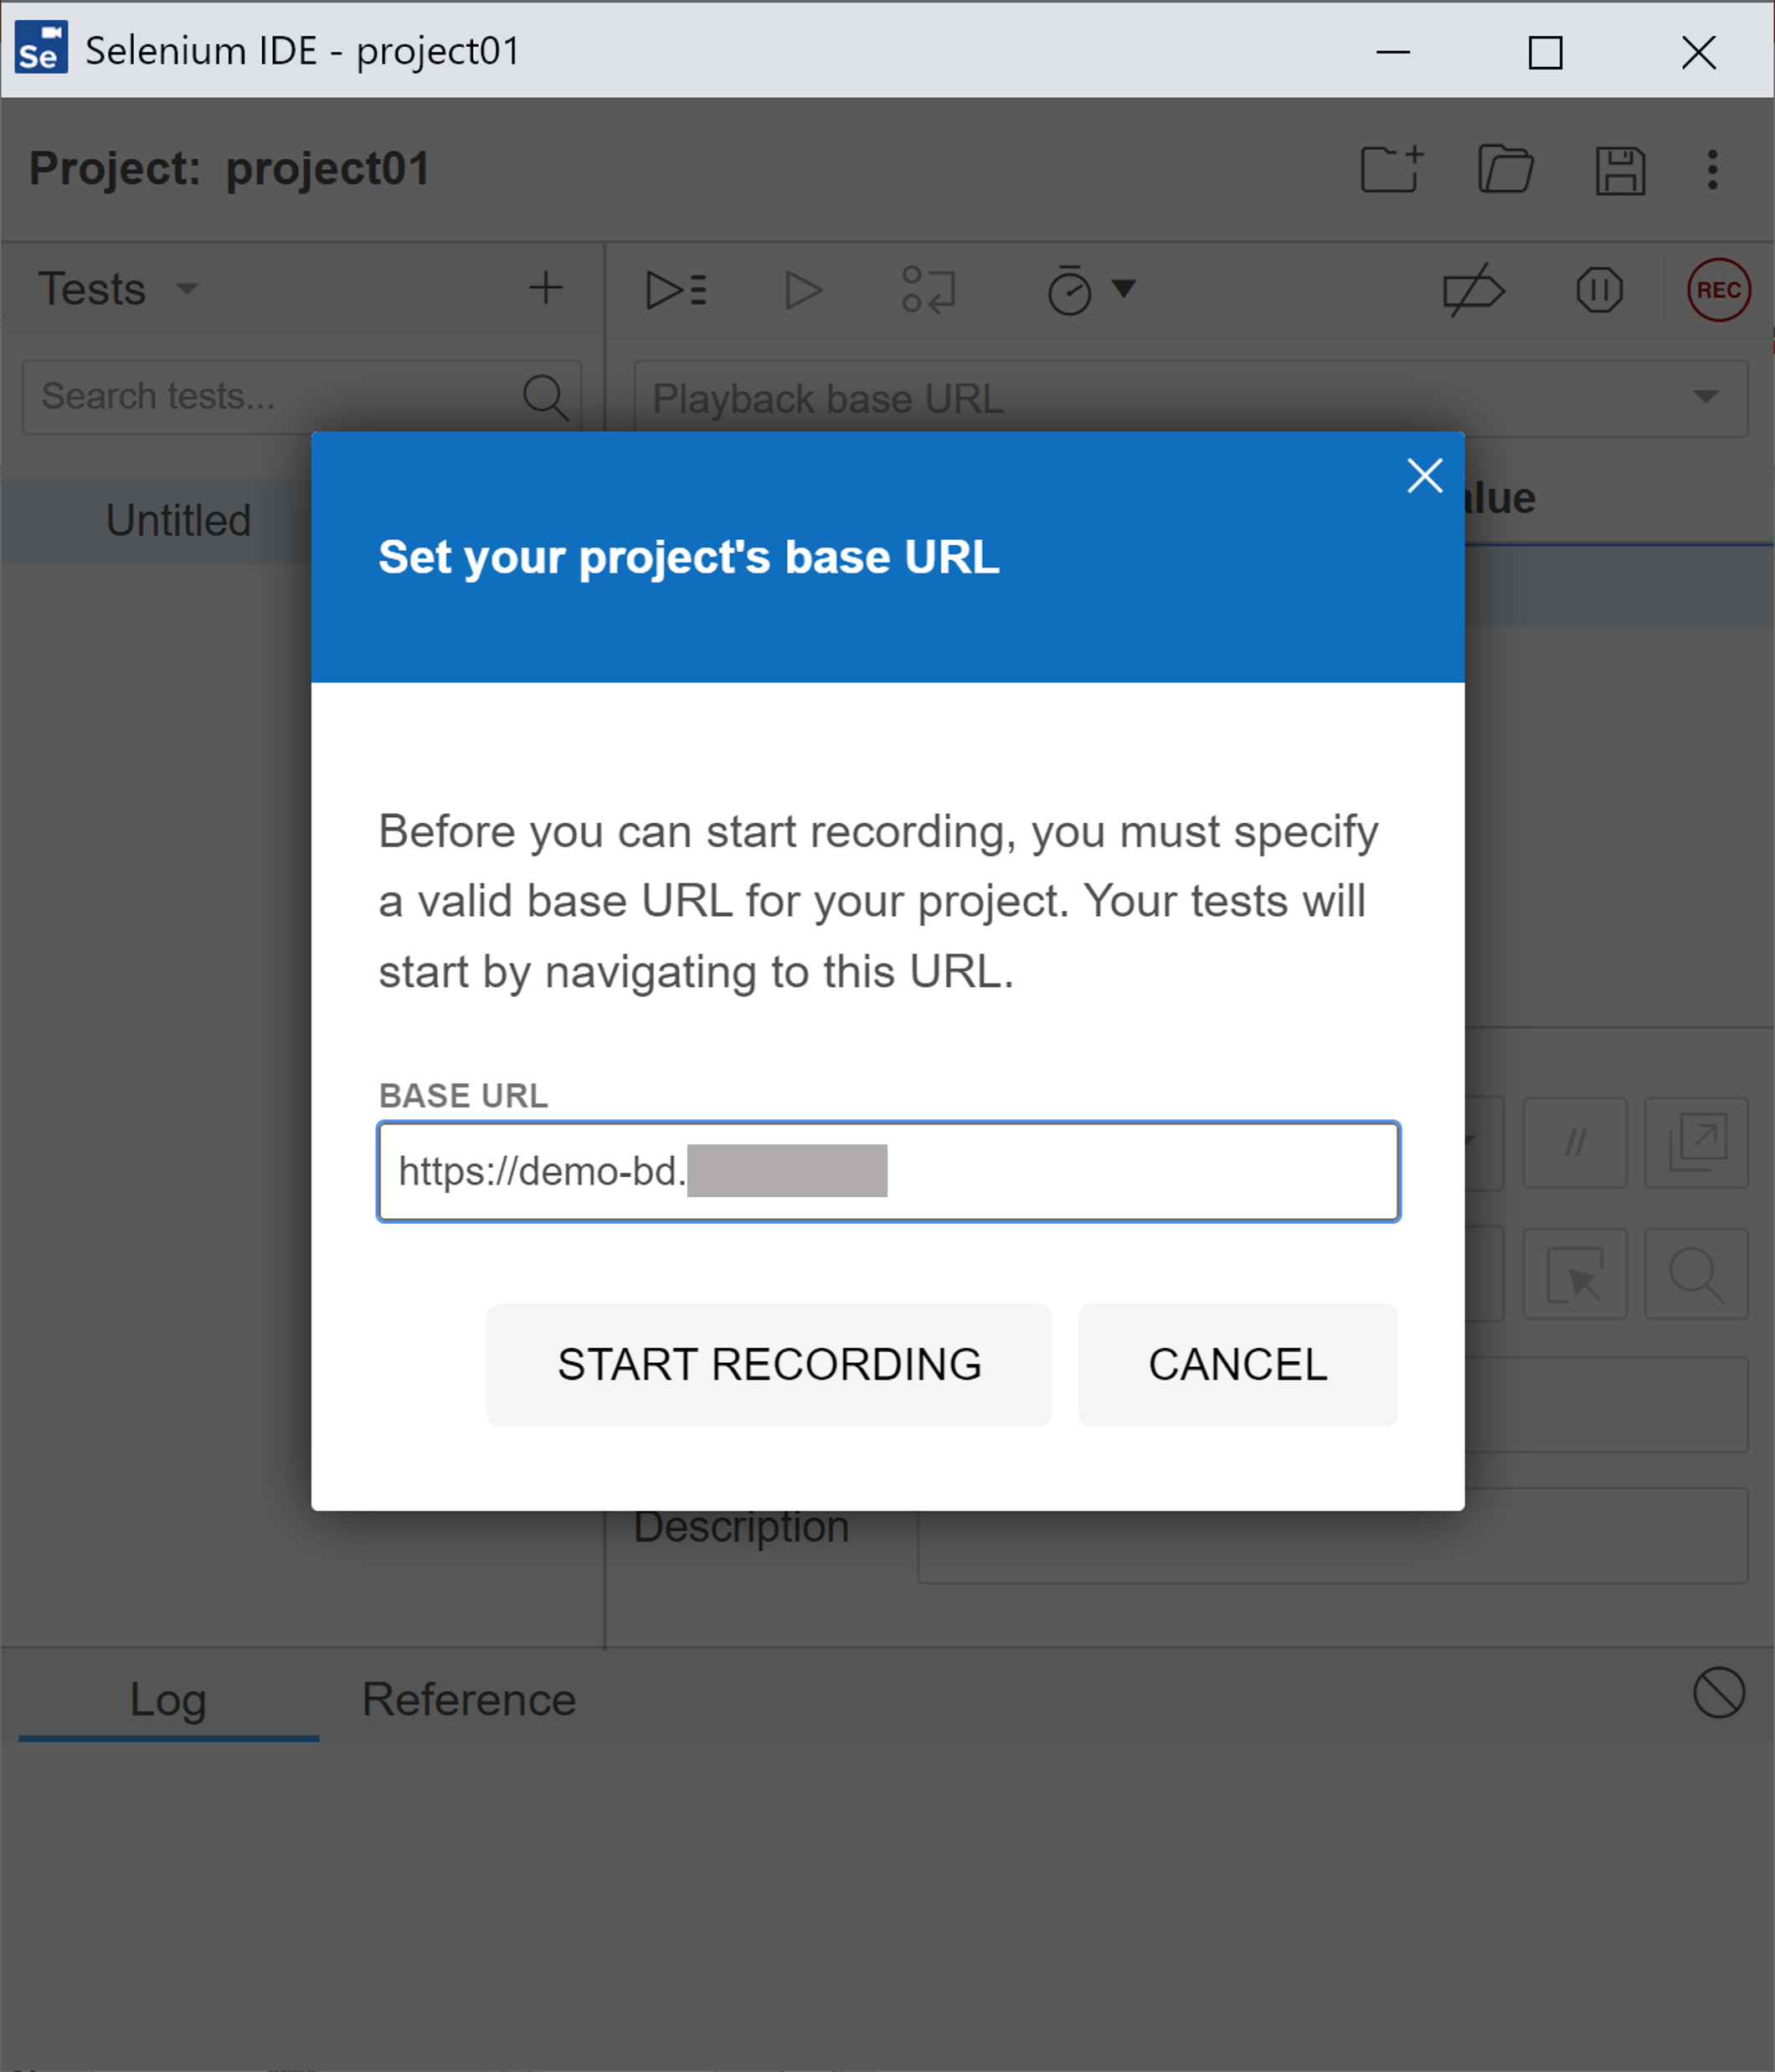 Se
Selenium IDE - project01
Project: project01
Tests
REC
Search tests...
Playback base URL
Untitled
alue
Set your project's base URL
Before you can start recording, you must specify
a valid base URL for your project. Your tests will
start by navigating to this URL.
BASE URL
https://demo-bd.
//
START RECORDING
CANCEL
Description
Log
Reference